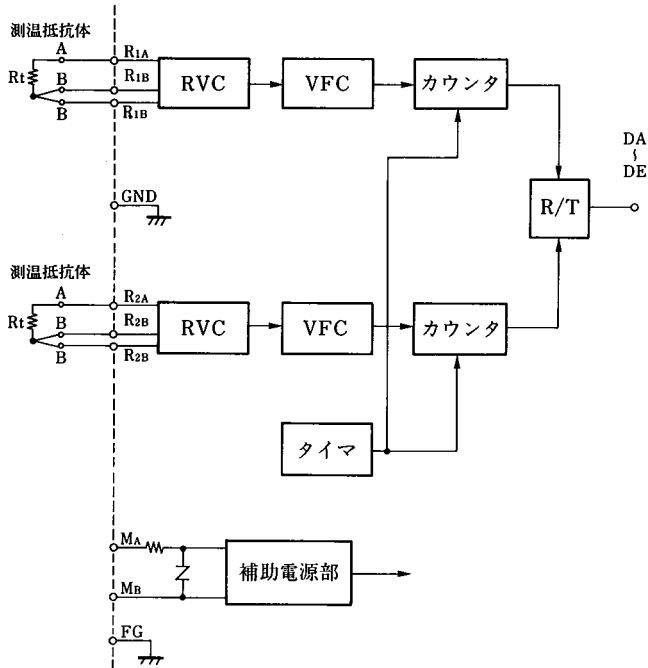 測温抵抗体
A
R1A
Rt
B
R1B
B
R1B
RVC
VFC
カウンタ
GND
DA
〜
DE
R/T
測温抵抗体
A
R2A
Rt
B
R2B
B
R2B
RVC
VFC
カウンタ
タイマ
MA
補助電源部
MB
FG